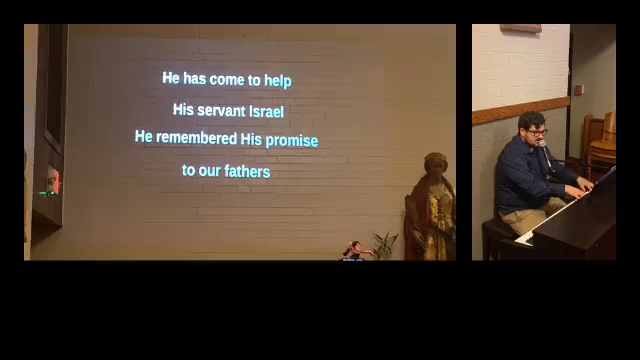 He has come to help
His servant Israel
He remembered His promise
to our fathers